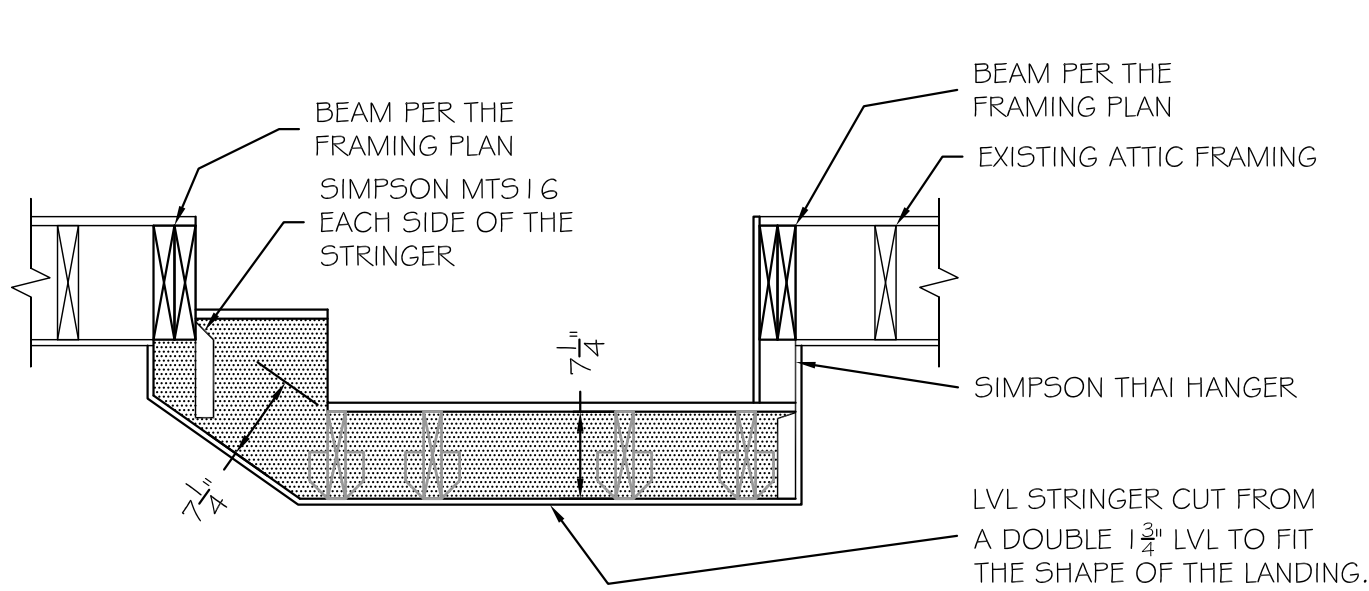 BEAM PER THE
FRAMING PLAN
SIMPSON MTS16
EACH SIDE OF THE
STRINGER
BEAM PER THE
FRAMING PLAN
EXISTING ATTIC FRAMING
7 1/4"
7 1/4"
SIMPSON THAI HANGER
LVL STRINGER CUT FROM
A DOUBLE 1 3/4" LVL TO FIT
THE SHAPE OF THE LANDING.